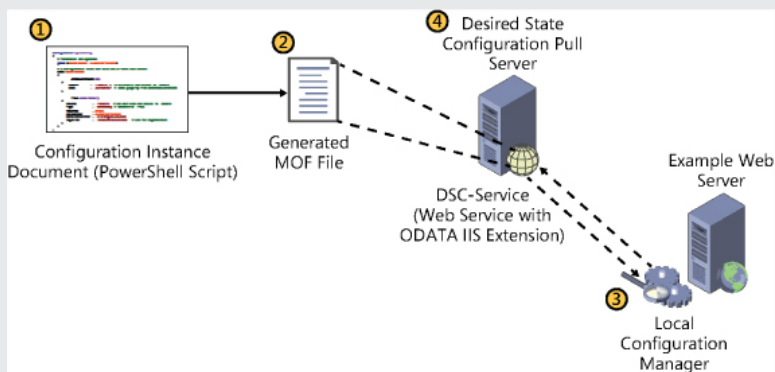 1
Configuration Instance
Document (PowerShell Script)
2
Generated
MOF File
4
Desired State
Configuration Pull
Server
DSC-Service
(Web Service with
ODATA IIS Extension)
Example Web
Server
3
Local
Configuration
Manager